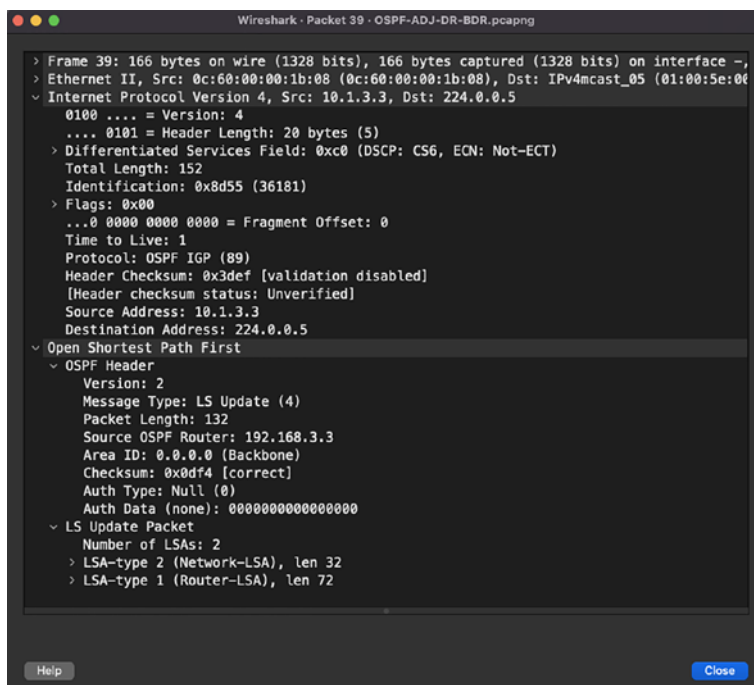 Wireshark · Packet 39 · OSPF-ADJ-DR-BDR.pcapng
> Frame 39: 166 bytes on wire (1328 bits), 166 bytes captured (1328 bits) on interface -,
> Ethernet II, Src: 0c:60:00:00:1b:08 (0c:60:00:00:1b:08), Dst: IPv4mcast_05 (01:00:5e:00
Internet Protocol Version 4, Src: 10.1.3.3, Dst: 224.0.0.5
0100 .... = Version: 4
.... 0101 = Header Length: 20 bytes (5)
> Differentiated Services Field: 0xc0 (DSCP: CS6, ECN: Not-ECT)
Total Length: 152
Identification: 0x8d55 (36181)
> Flags: 0x00
...0 0000 0000 0000 = Fragment Offset: 0
Time to Live: 1
Protocol: OSPF IGP (89)
Header Checksum: 0x3def [validation disabled]
[Header checksum status: Unverified]
Source Address: 10.1.3.3
Destination Address: 224.0.0.5
Open Shortest Path First
OSPF Header
Version: 2
Message Type: LS Update (4)
Packet Length: 132
Source OSPF Router: 192.168.3.3
Area ID: 0.0.0.0 (Backbone)
Checksum: 0x0df4 [correct]
Auth Type: Null (0)
Auth Data (none): 0000000000000000
LS Update Packet
Number of LSAs: 2
> LSA-type 2 (Network-LSA), len 32
> LSA-type 1 (Router-LSA), len 72
Help
Close